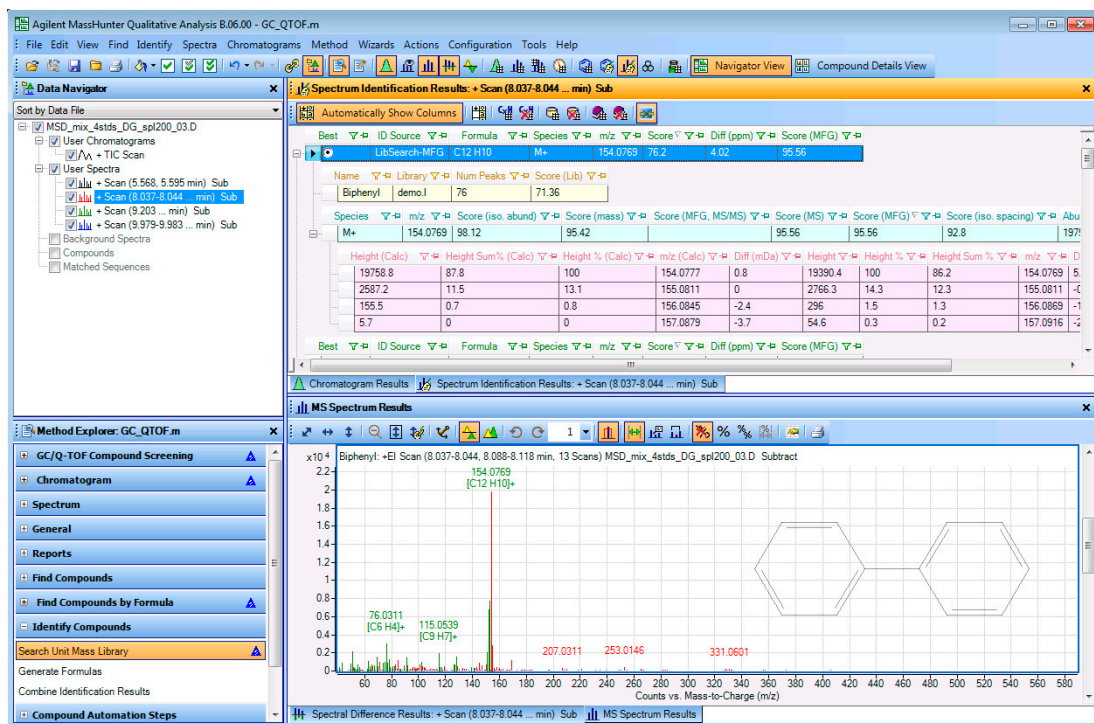 Agilent MassHunter Qualitative Analysis B.06.00 - GC_QTOF.m
File Edit View Find Identify Spectra Chromatograms Method Wizards Actions Configuration Tools Help
Navigator View Compound Details View
Data Navigator
Sort by Data File
MSD_mix_4stds_DG_spl200_03.D
User Chromatograms
+ TIC Scan
User Spectra
+ Scan (5.568, 5.595 min) Sub
+ Scan (8.037-8.044 ... min) Sub
+ Scan (9.203 ... min) Sub
+ Scan (9.979-9.983 ... min) Sub
Background Spectra
Compounds
Matched Sequences
Spectrum Identification Results: + Scan (8.037-8.044 ... min) Sub
Automatically Show Columns
Best ID Source Formula Species m/z Score Diff (ppm) Score (MFG)
LibSearch-MFG C12 H10 M+ 154.0769 76.2 4.02 95.56
Name Library Num Peaks Score (Lib)
Biphenyl demo.l 76 71.36
Species m/z Score (iso. abund) Score (mass) Score (MFG, MS/MS) Score (MS) Score (MFG) Score (iso. spacing) Abu
M+ 154.0769 98.12 95.42 95.56 95.56 92.8 1975
Height (Calc) Height Sum% (Calc) Height % (Calc) m/z (Calc) Diff (mDa) Height Height % Height Sum % m/z D
19758.8 87.8 100 154.0777 0.8 19390.4 100 86.2 154.0769 5.
2587.2 11.5 13.1 155.0811 0 2766.3 14.3 12.3 155.0811 -0
155.5 0.7 0.8 156.0845 -2.4 296 1.5 1.3 156.0869 -1
5.7 0 0 157.0879 -3.7 54.6 0.3 0.2 157.0916 -2
Best ID Source Formula Species m/z Score Diff (ppm) Score (MFG)
Chromatogram Results Spectrum Identification Results: + Scan (8.037-8.044 ... min) Sub
Method Explorer: GC_QTOF.m
GC/Q-TOF Compound Screening
Chromatogram
Spectrum
General
Reports
Find Compounds
Find Compounds by Formula
Identify Compounds
Search Unit Mass Library
Generate Formulas
Combine Identification Results
Compound Automation Steps
MS Spectrum Results
1
x10 4 Biphenyl: +EI Scan (8.037-8.044, 8.088-8.118 min, 13 Scans) MSD_mix_4stds_DG_spl200_03.D Subtract
2.2
154.0769
[C12 H10]+
2
1.8
1.6
1.4
1.2
1
0.8
0.6
76.0311
[C6 H4]+
115.0539
[C9 H7]+
0.4
0.2
207.0311 253.0146 331.0601
0
60 80 100 120 140 160 180 200 220 240 260 280 300 320 340 360 380 400 420 440 460 480 500 520 540 560 580
Counts vs. Mass-to-Charge (m/z)
Spectral Difference Results: + Scan (8.037-8.044 ... min) Sub MS Spectrum Results